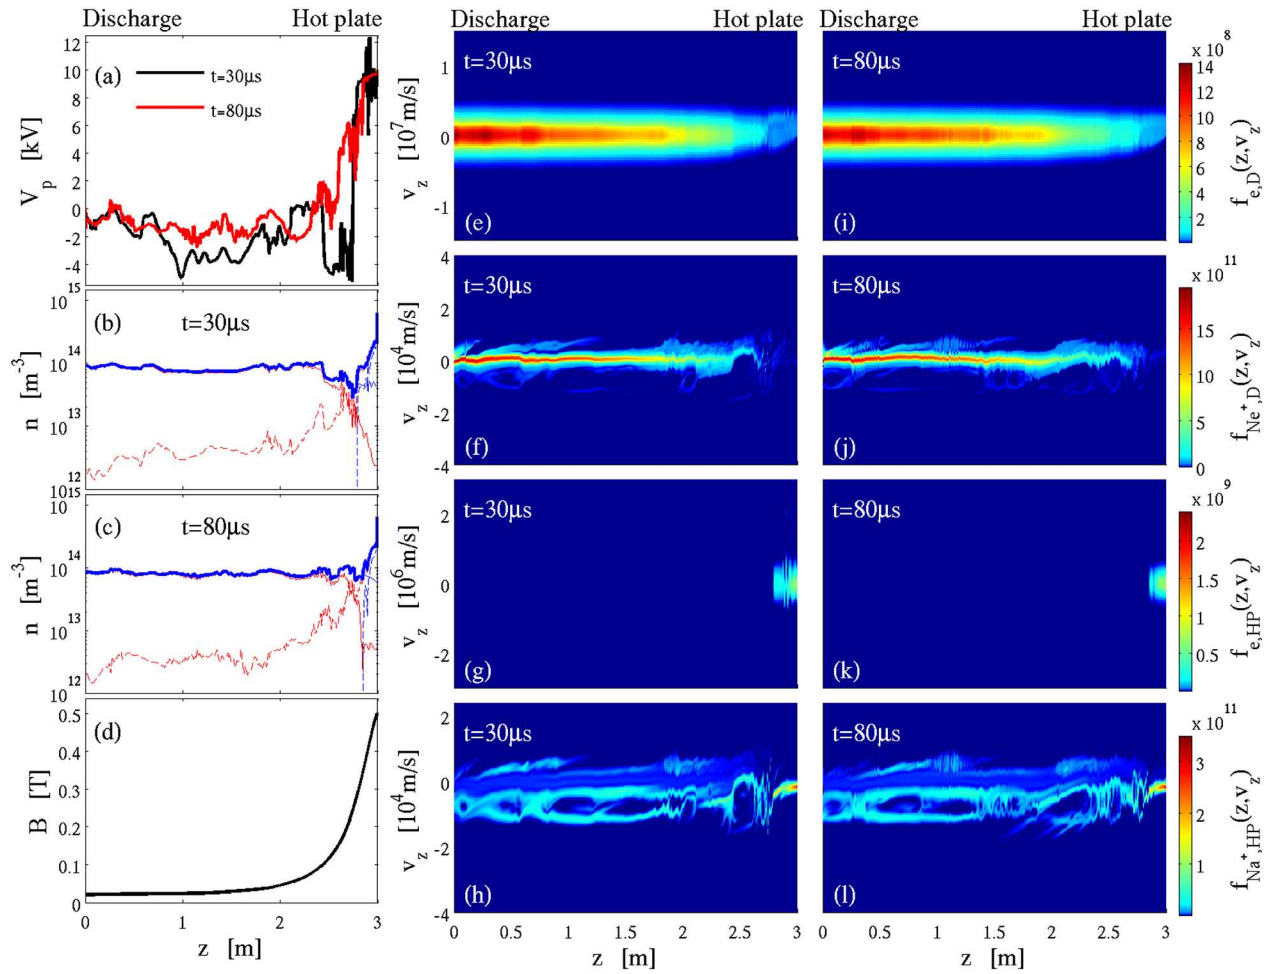 Discharge Hot plate
(a)
t=30μs
t=80μs
12
10
8
6
4
2
0
-2
-4
V_p [kV]
(b) t=30μs
10^15
10^14
10^13
10^12
n [m^-3]
(c) t=80μs
10^15
10^14
10^13
10^12
n [m^-3]
(d)
0.5
0.4
0.3
0.2
0.1
0
B [T]
0 1 2 3
z [m]
Discharge Hot plate
t=30μs
(e)
1
0
-1
v_z [10^7m/s]
t=30μs
(f)
4
2
0
-2
-4
v_z [10^4m/s]
t=30μs
(g)
2
0
-2
v_z [10^6m/s]
t=30μs
(h)
2
0
-2
-4
v_z [10^4m/s]
0 0.5 1 1.5 2 2.5 3
z [m]
Discharge Hot plate
t=80μs
(i)
x 10^8
14
12
10
8
6
4
2
f_e,D(z,v_z)
t=80μs
(j)
x 10^11
15
10
5
0
f_Ne^+,D(z,v_z)
t=80μs
(k)
x 10^9
2
1.5
1
0.5
f_e,HP(z,v_z)
t=80μs
(l)
x 10^11
3
2
1
f_Na^+,HP(z,v_z)
0 0.5 1 1.5 2 2.5 3
z [m]